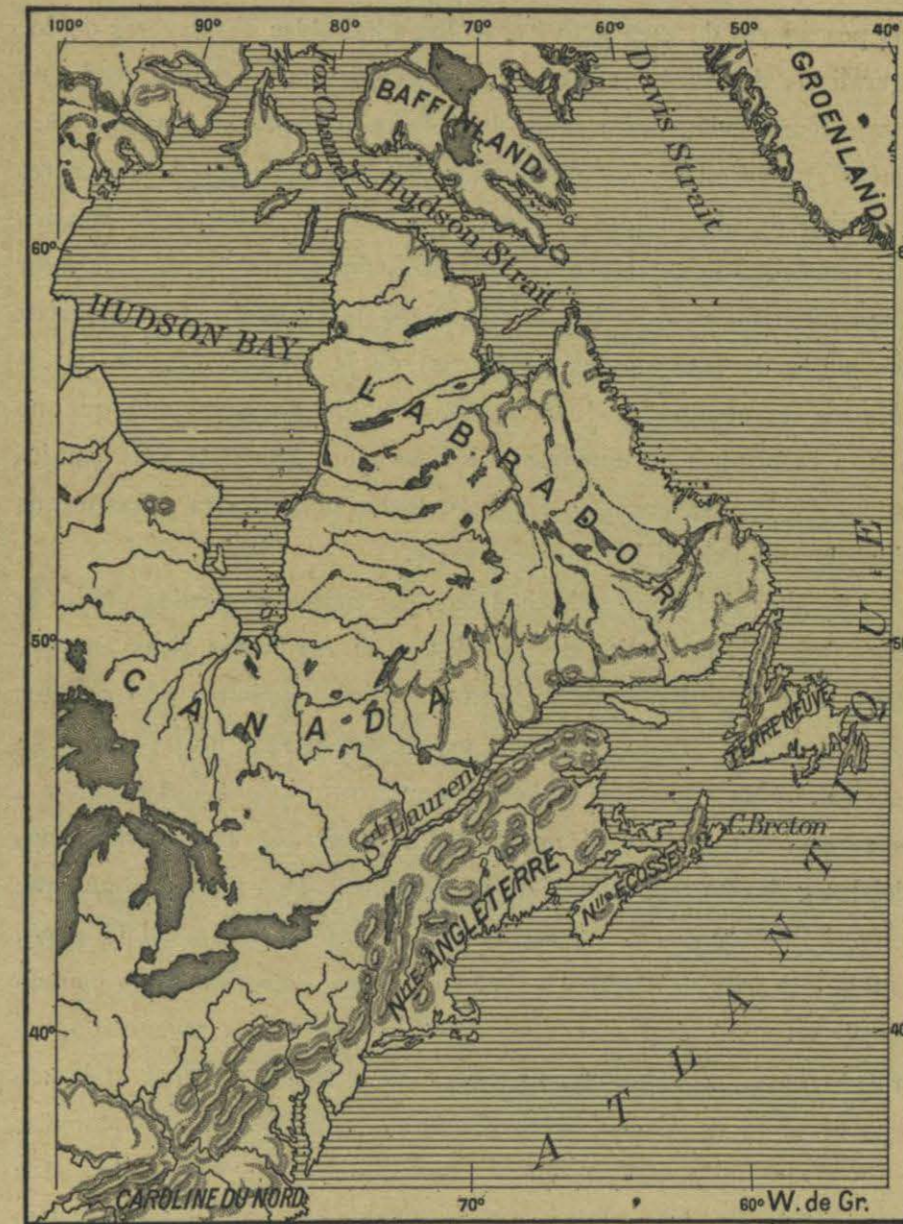 100° 90° 80° 70° 60° 50° 40°
GROENLAND
Davis Strait
BAFFINLAND
Fox Channel
Hudson Strait
60°
HUDSON BAY
LABRADOR
50°
CANADA
TERRE NEUVE
St Laurent
C. Breton
Nlle ECOSSE
Nlle ANGLETERRE
ATLANTIQUE
40° 40
CAROLINE DU NORD
70° 60° W. de Gr.